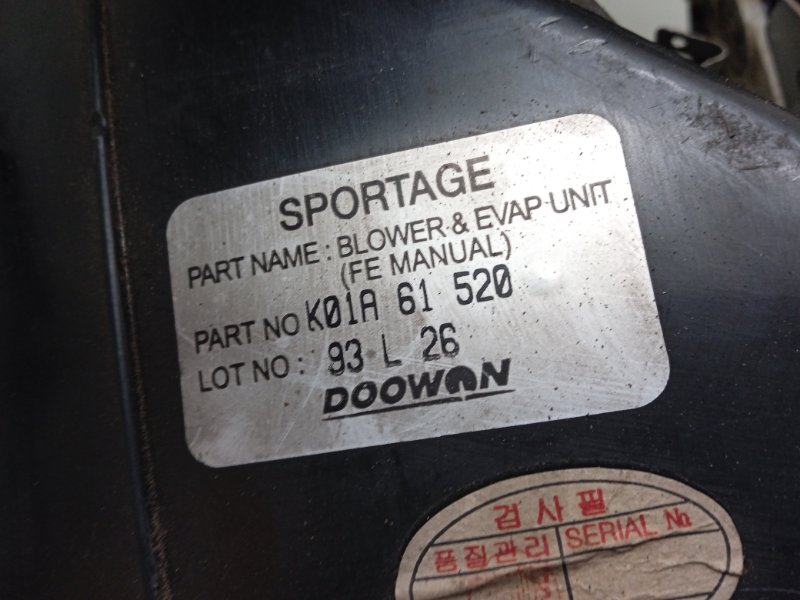 SPORTAGE
PART NAME : BLOWER & EVAP UNIT
(FE MANUAL)
PART NO K01A 61 520
LOT NO : 93 L 26
DOOWON
검사필
품질관리 SERIAL No